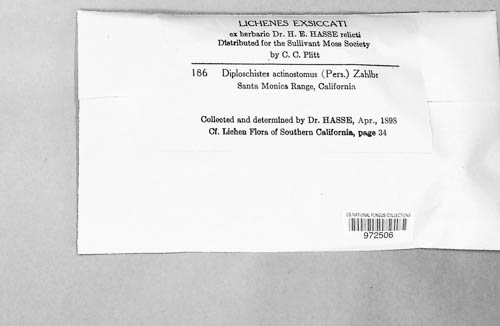 LICHENES EXSICCATI
ex herbario Dr. H. E. HASSE relicti
Distributed for the Sullivant Moss Society
by C. C. Plitt
186 Diploschistes actinostomus (Pers.) Zahlbr
Santa Monica Range, California
Collected and determined by Dr. HASSE, Apr., 1898
Cf. Lichen Flora of Southern California, page 34
US NATIONAL FUNGUS COLLECTIONS
972506